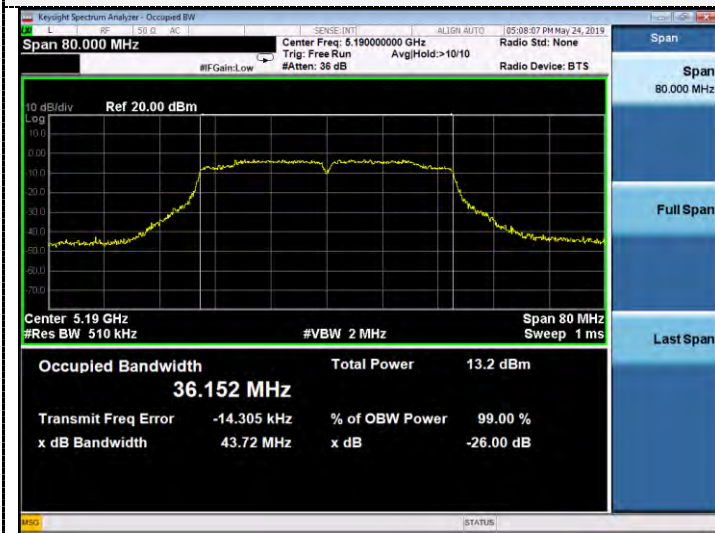 Keysight Spectrum Analyzer - Occupied BW
L RF 50 Ω AC SENSE:INT ALIGN AUTO 05:08:07 PM May 24, 2019
Span 80.000 MHz
Center Freq: 5.190000000 GHz
Radio Std: None
Trig: Free Run Avg|Hold:>10/10
#IFGain:Low #Atten: 36 dB Radio Device: BTS
Span
Span
80.000 MHz
Full Span
Last Span
10 dB/div Ref 20.00 dBm
Log
10.0
0.00
-10.0
-20.0
-30.0
-40.0
-50.0
-60.0
-70.0
Center 5.19 GHz Span 80 MHz
#Res BW 510 kHz #VBW 2 MHz Sweep 1 ms
Occupied Bandwidth Total Power 13.2 dBm
36.152 MHz
Transmit Freq Error -14.305 kHz % of OBW Power 99.00 %
x dB Bandwidth 43.72 MHz x dB -26.00 dB
MSG STATUS